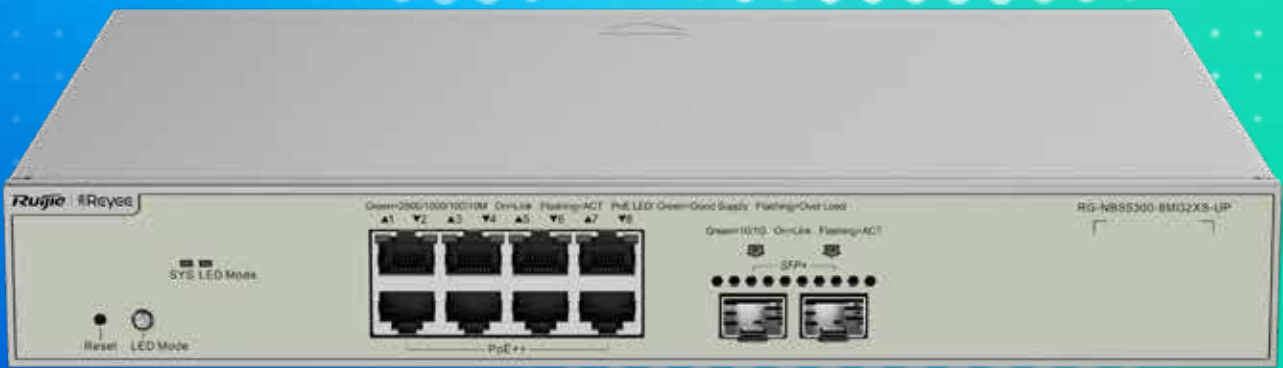 Ruijie Reyee
Green=2500/1000/100/10M On=Link Flashing=ACT PoE LED: Green=Good Supply Flashing=Over Load
RG-NBS5300-8MG2XS-UP
▲1 ▼2 ▲3 ▼4 ▲5 ▼6 ▲7 ▼8
Green=10/1G On=Link Flashing=ACT
SFP+
SYS LED Mode
Reset LED Mode
PoE++